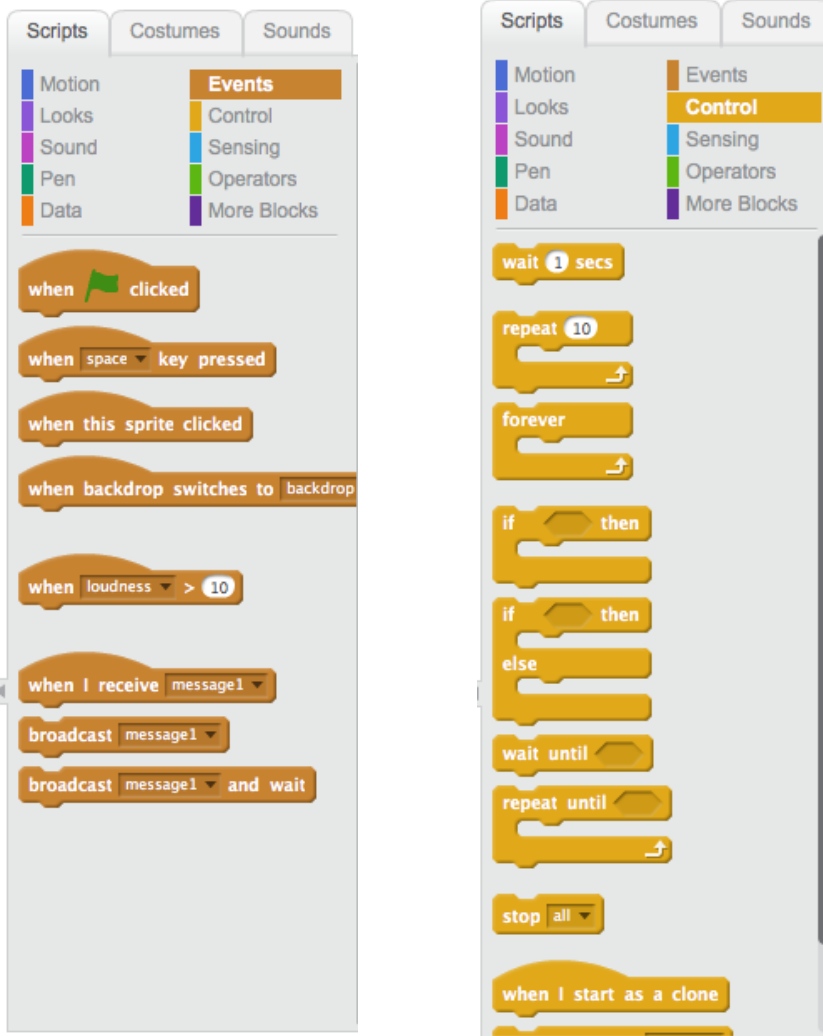 Scripts Costumes Sounds
Motion Events
Looks Control
Sound Sensing
Pen Operators
Data More Blocks
when clicked
when space key pressed
when this sprite clicked
when backdrop switches to backdrop
when loudness > 10
when I receive message1
broadcast message1
broadcast message1 and wait
Scripts Costumes Sounds
Motion Events
Looks Control
Sound Sensing
Pen Operators
Data More Blocks
wait 1 secs
repeat 10
forever
if then
if then
else
wait until
repeat until
stop all
when I start as a clone